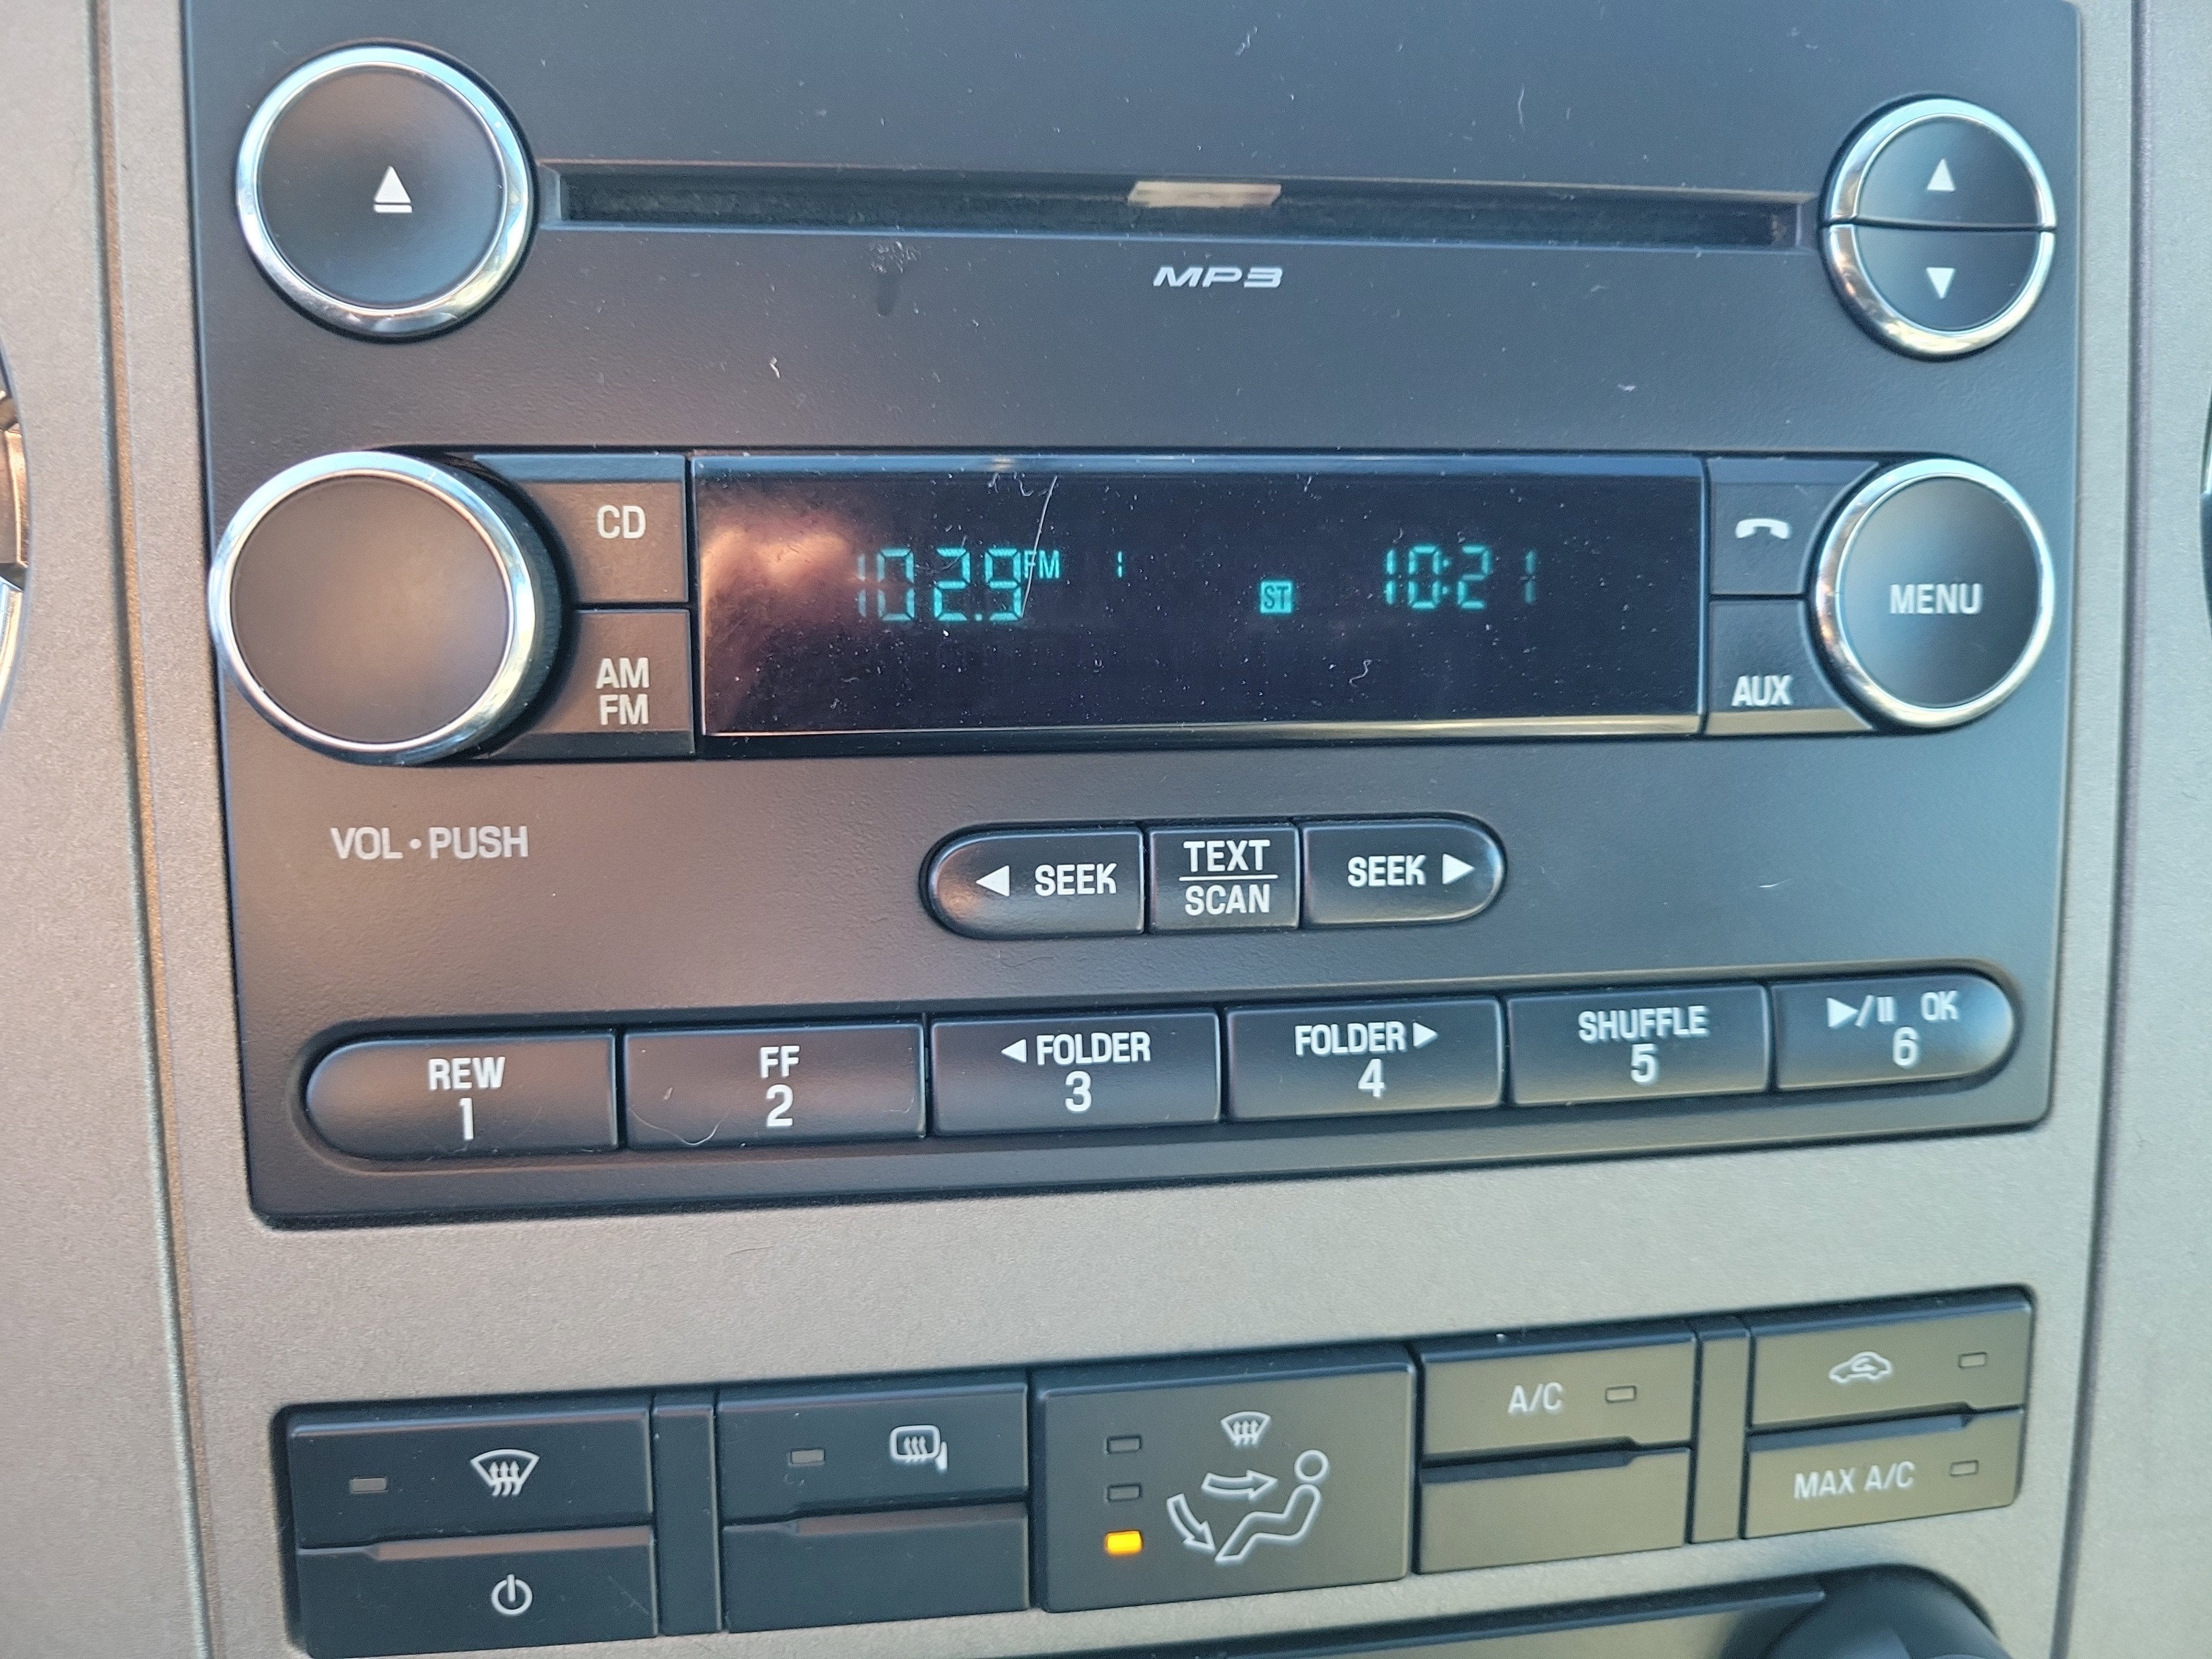 MP3
CD
102.9 FM 1 ST 10:21
MENU
AM
FM
AUX
VOL • PUSH
SEEK
TEXT
SCAN
SEEK
REW
1
FF
2
FOLDER
3
FOLDER
4
SHUFFLE
5
OK
6
A/C
MAX A/C